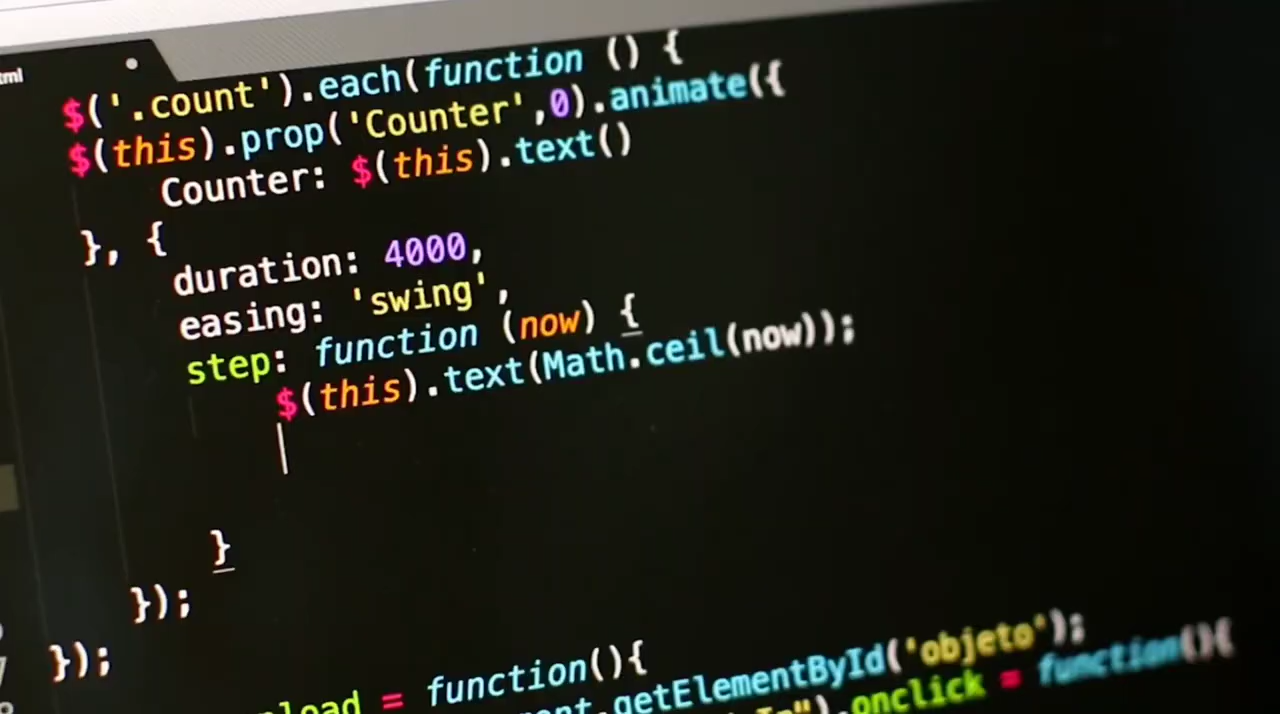 $('.count').each(function () {
$(this).prop('Counter',0).animate({
Counter: $(this).text()
}, {
duration: 4000,
easing: 'swing',
step: function (now) {
$(this).text(Math.ceil(now));
}
});
});
= function(){
.getElementById('objeto');
.onclick = function(){